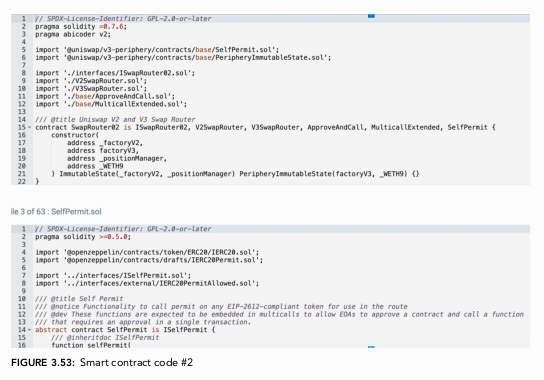 1 // SPDX-License-Identifier: GPL-2.0-or-later
2 pragma solidity =0.7.6;
3 pragma abicoder v2;
4
5 import '@uniswap/v3-periphery/contracts/base/SelfPermit.sol';
6 import '@uniswap/v3-periphery/contracts/base/PeripheryImmutableState.sol';
7
8 import './interfaces/ISwapRouter02.sol';
9 import './V2SwapRouter.sol';
10 import './V3SwapRouter.sol';
11 import './base/ApproveAndCall.sol';
12 import './base/MulticallExtended.sol';
13
14 /// @title Uniswap V2 and V3 Swap Router
15 contract SwapRouter02 is ISwapRouter02, V2SwapRouter, V3SwapRouter, ApproveAndCall, MulticallExtended, SelfPermit {
16 constructor(
17 address _factoryV2,
18 address factoryV3,
19 address _positionManager,
20 address _WETH9
21 ) ImmutableState(_factoryV2, _positionManager) PeripheryImmutableState(factoryV3, _WETH9) {}
22 }
ile 3 of 63 : SelfPermit.sol
1 // SPDX-License-Identifier: GPL-2.0-or-later
2 pragma solidity >=0.5.0;
3
4 import '@openzeppelin/contracts/token/ERC20/IERC20.sol';
5 import '@openzeppelin/contracts/drafts/IERC20Permit.sol';
6
7 import '../interfaces/ISelfPermit.sol';
8 import '../interfaces/external/IERC20PermitAllowed.sol';
9
10 /// @title Self Permit
11 /// @notice Functionality to call permit on any EIP-2612-compliant token for use in the route
12 /// @dev These functions are expected to be embedded in multicalls to allow EOAs to approve a contract and call a function
13 /// that requires an approval in a single transaction.
14 abstract contract SelfPermit is ISelfPermit {
15 /// @inheritdoc ISelfPermit
16 function selfPermit(
FIGURE 3.53: Smart contract code #2